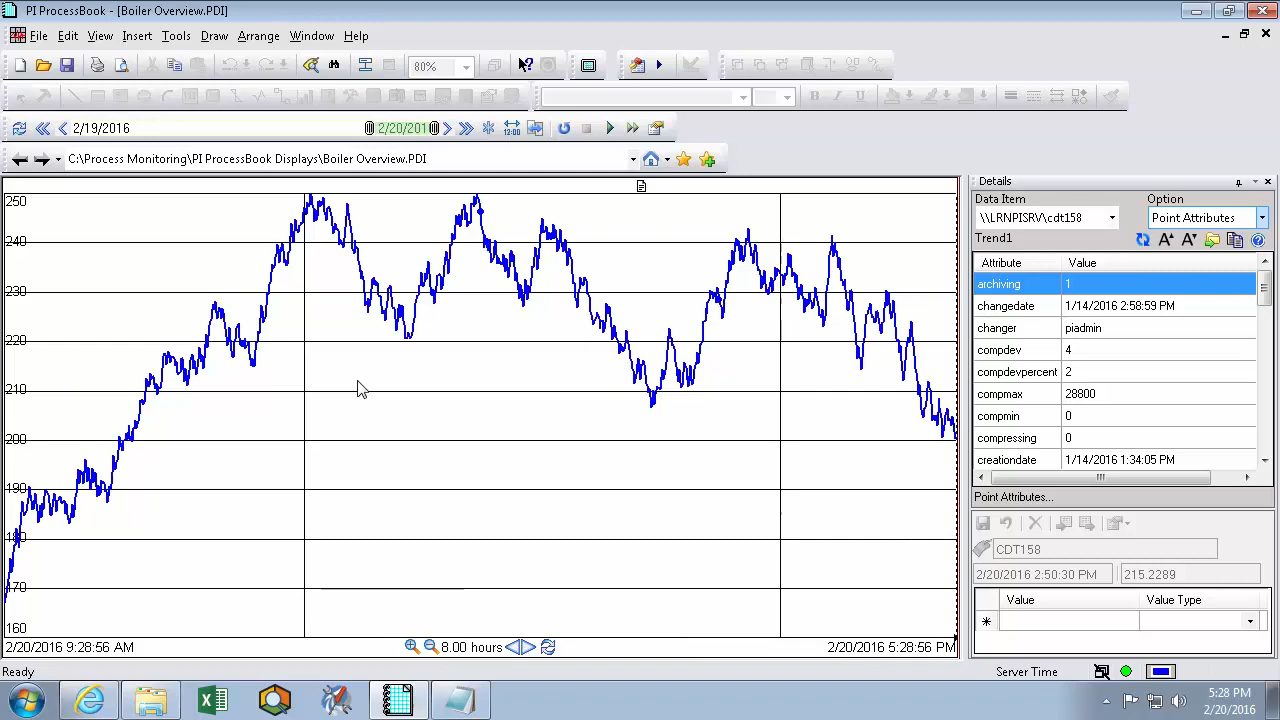 PI ProcessBook - [Boiler Overview.PDI]
File Edit View Insert Tools Draw Arrange Window Help
80%
B I U
2/19/2016 2/20/201 12:00
C:\Process Monitoring\PI ProcessBook Displays\Boiler Overview.PDI
250
240
230
220
210
200
190
180
170
160
2/20/2016 9:28:56 AM 8.00 hours 2/20/2016 5:28:56 PM
Details
Data Item Option
\\LRNPISRV\cdt158 Point Attributes
Trend1
Attribute Value
archiving 1
changedate 1/14/2016 2:58:59 PM
changer piadmin
compdev 4
compdevpercent 2
compmax 28800
compmin 0
compressing 0
creationdate 1/14/2016 1:34:05 PM
Point Attributes...
CDT158
2/20/2016 2:50:30 PM 215.2289
Value Value Type
Ready Server Time
5:28 PM
2/20/2016